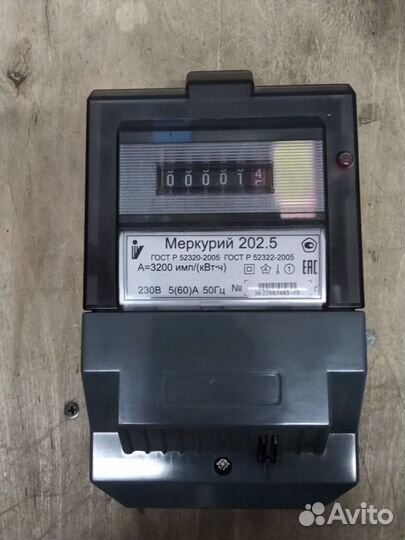 00001
Меркурий 202.5
ГОСТ Р 52320-2005 ГОСТ Р 52322-2005
A=3200 имп/(кВт•ч)
EAC
230В 5(60)А 50Гц №
Avito